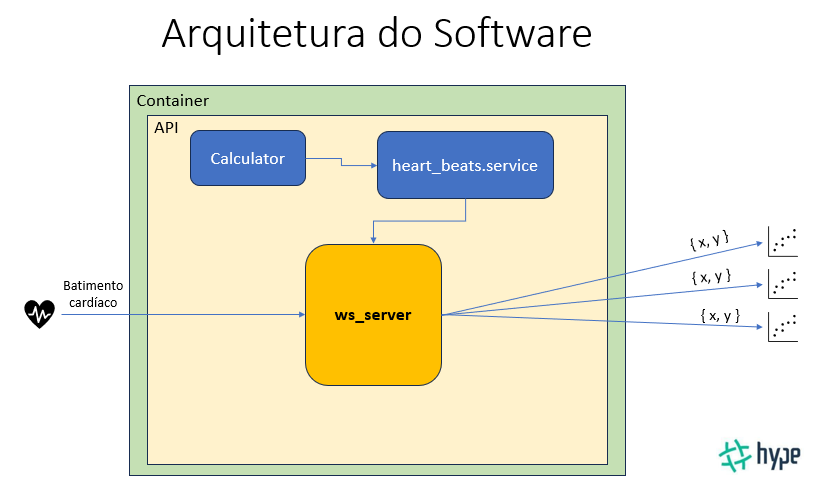 Arquitetura do Software
Container
API
Calculator
heart_beats.service
{ x, y }
{ x, y }
{ x, y }
Batimento
cardíaco
ws_server
hype